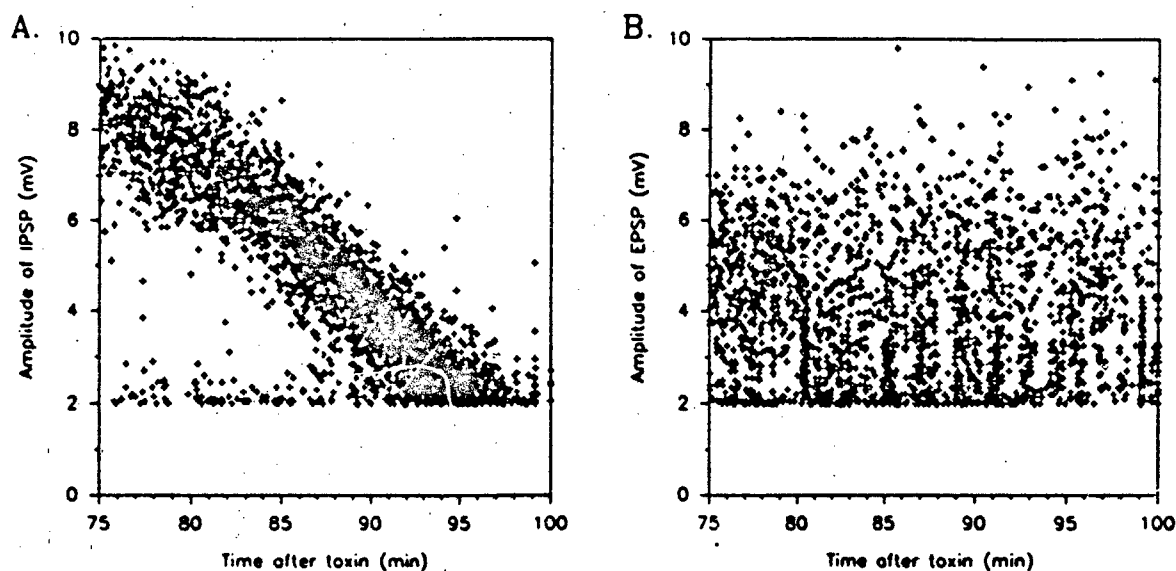 A.
10
8
6
4
2
0
Amplitude of IPSP (mV)
75 80 85 90 95 100
Time after toxin (min)
B.
10
8
6
4
2
0
Amplitude of EPSP (mV)
75 80 85 90 95 100
Time after toxin (min)